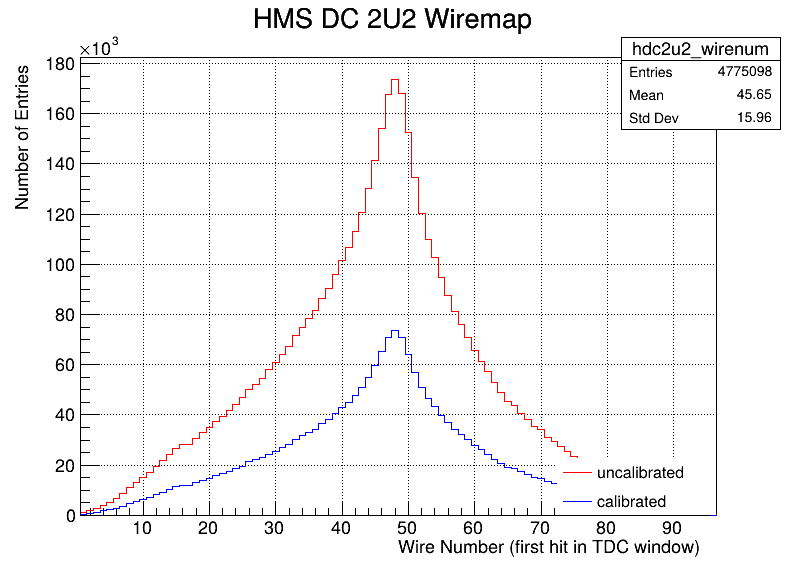 HMS DC 2U2 Wiremap
×10³
hdc2u2_wirenum
Entries 4775098
Mean 45.65
Std Dev 15.96
Number of Entries
180
160
140
120
100
80
60
40
20
0
uncalibrated
calibrated
10 20 30 40 50 60 70 80 90
Wire Number (first hit in TDC window)